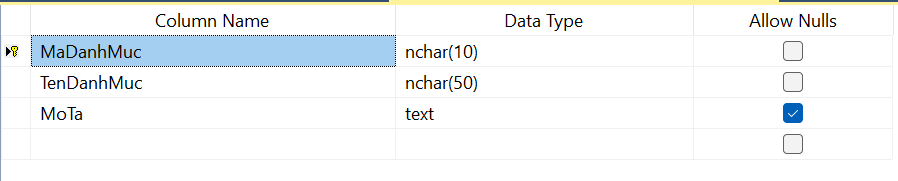 Column Name Data Type Allow Nulls
MaDanhMuc nchar(10)
TenDanhMuc nchar(50)
MoTa text